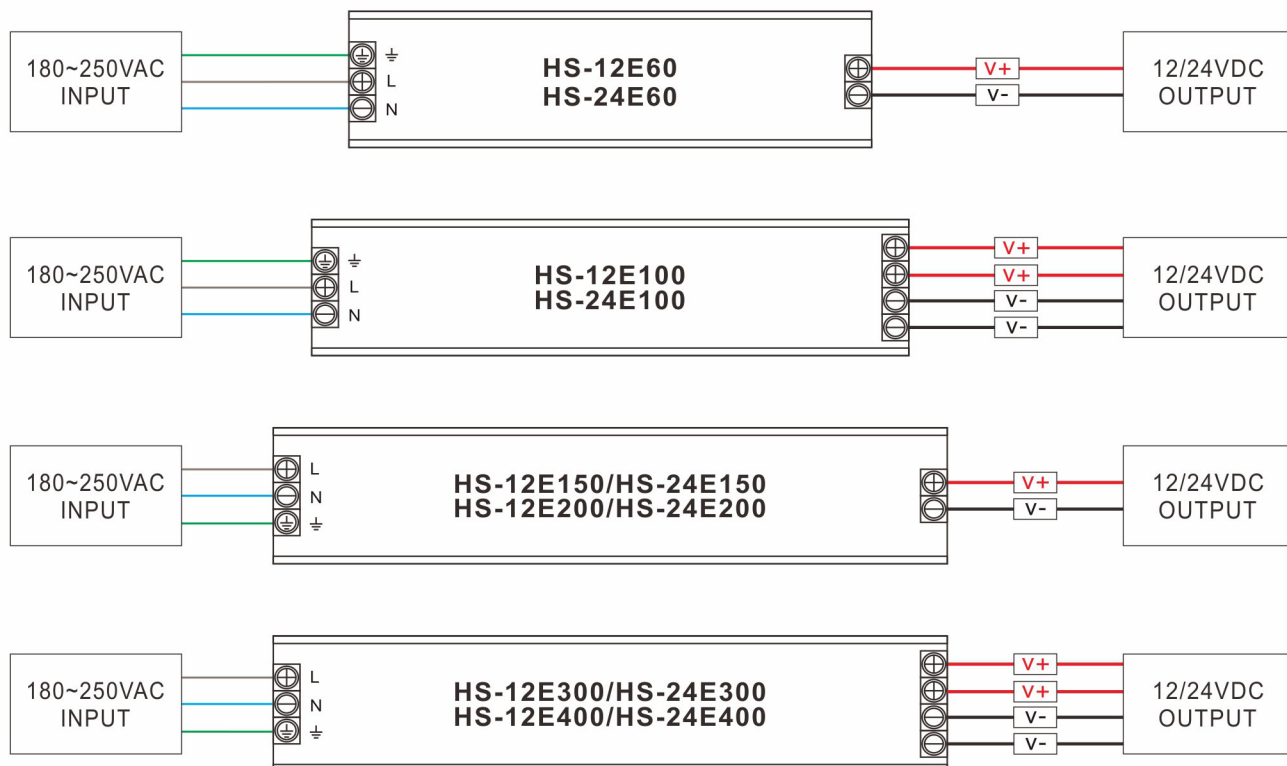 180~250VAC
INPUT
L
N
HS-12E60
HS-24E60
V+
V-
12/24VDC
OUTPUT
180~250VAC
INPUT
L
N
HS-12E100
HS-24E100
V+
V+
V-
V-
12/24VDC
OUTPUT
180~250VAC
INPUT
L
N
HS-12E150/HS-24E150
HS-12E200/HS-24E200
V+
V-
12/24VDC
OUTPUT
180~250VAC
INPUT
L
N
HS-12E300/HS-24E300
HS-12E400/HS-24E400
V+
V+
V-
V-
12/24VDC
OUTPUT